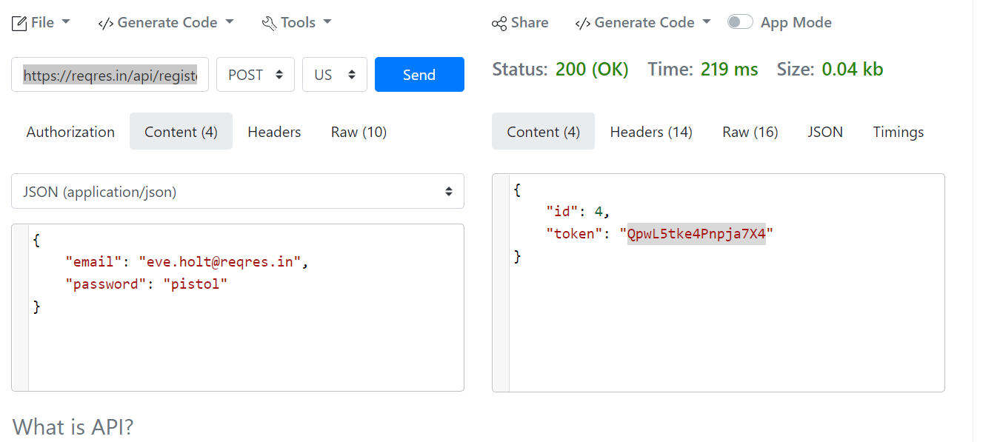 File Generate Code Tools Share Generate Code App Mode
https://reqres.in/api/regist POST US Send Status: 200 (OK) Time: 219 ms Size: 0.04 kb
Authorization Content (4) Headers Raw (10) Content (4) Headers (14) Raw (16) JSON Timings
JSON (application/json)
{
"email": "eve.holt@reqres.in",
"password": "pistol"
}
{
"id": 4,
"token": "QpwL5tke4Pnpja7X4"
}
What is API?